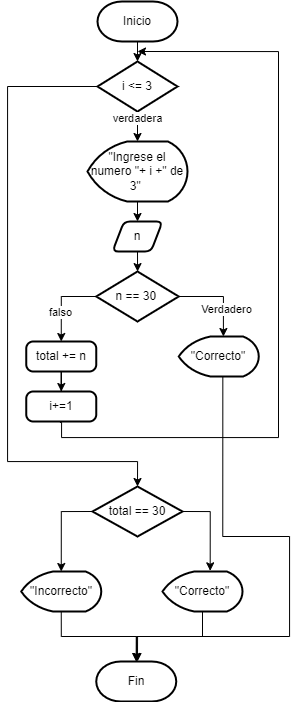 Inicio
i <= 3
verdadera
"Ingrese el
numero "+ i +" de
3"
n
n == 30
falso
Verdadero
total += n
"Correcto"
i+=1
total == 30
"Incorrecto"
"Correcto"
Fin